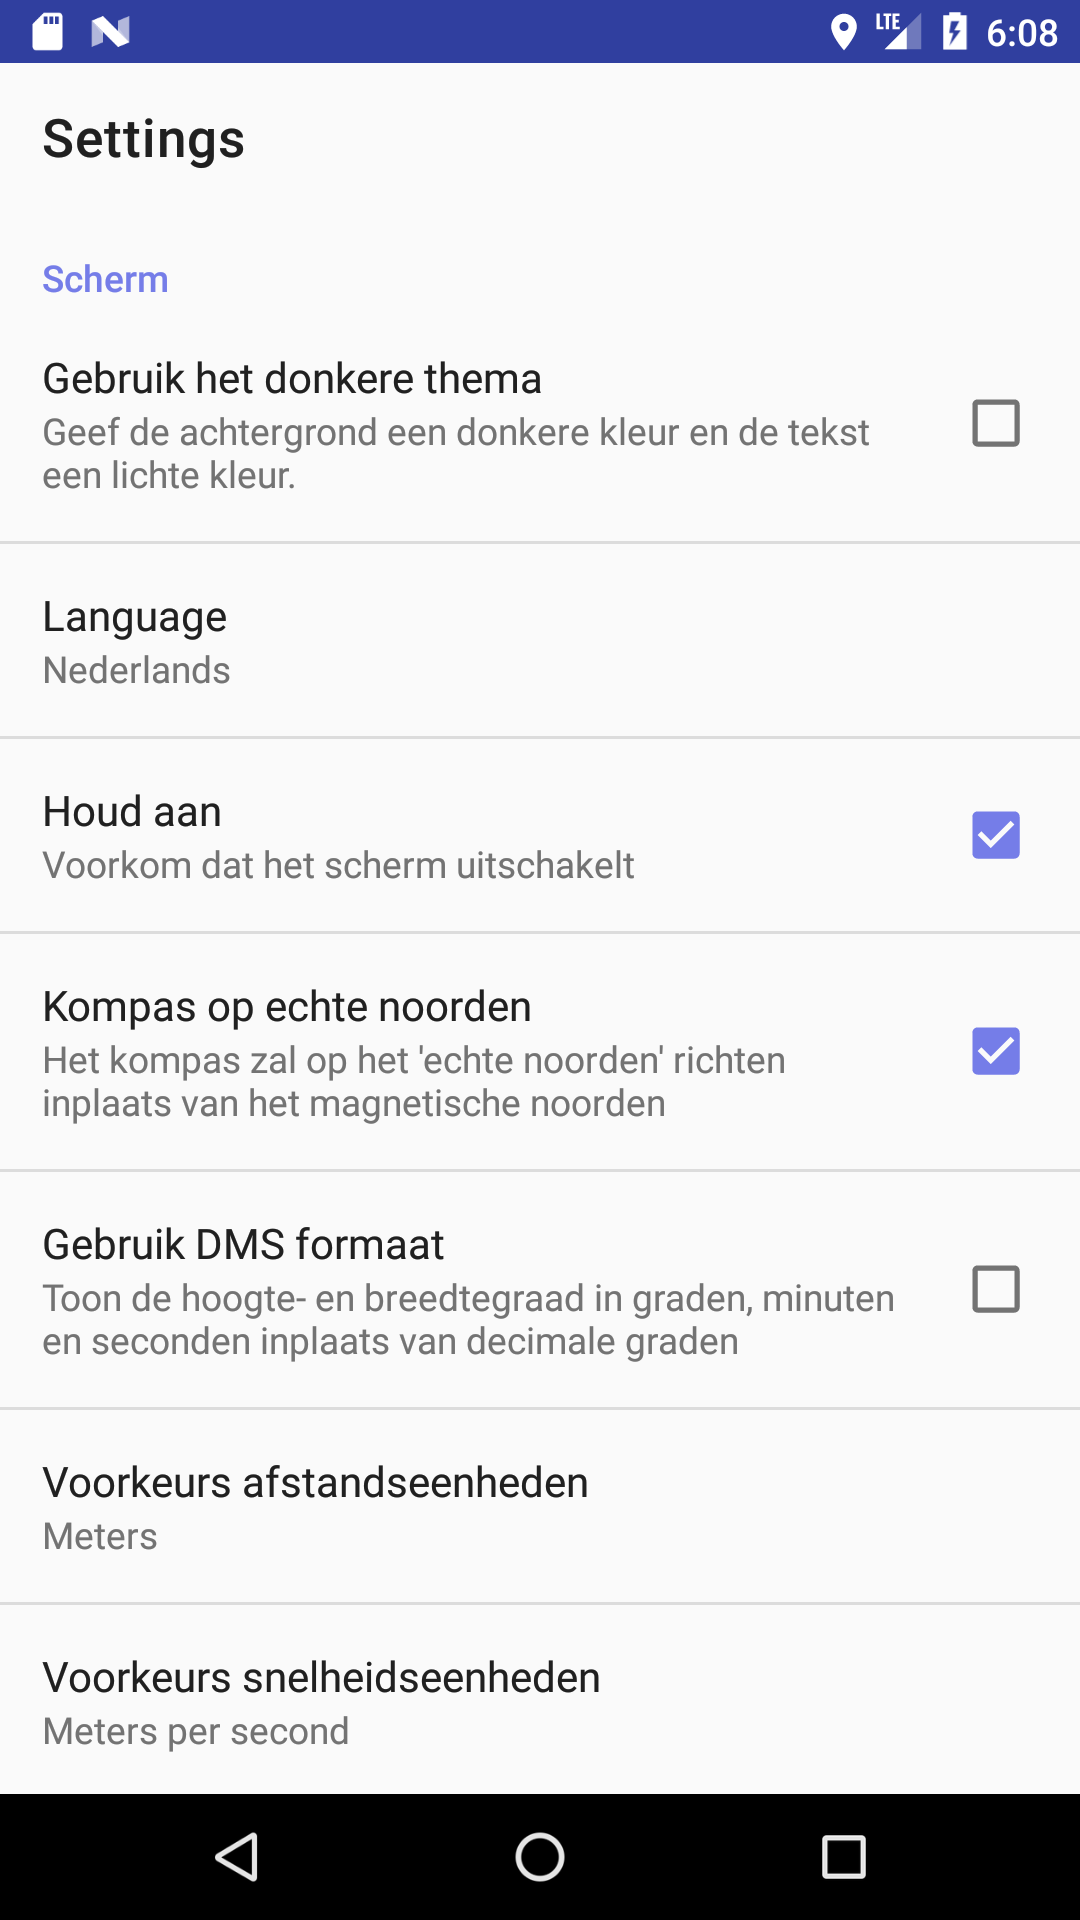 LTE 6:08
Settings
Scherm
Gebruik het donkere thema
Geef de achtergrond een donkere kleur en de tekst
een lichte kleur.
Language
Nederlands
Houd aan
Voorkom dat het scherm uitschakelt
Kompas op echte noorden
Het kompas zal op het 'echte noorden' richten
inplaats van het magnetische noorden
Gebruik DMS formaat
Toon de hoogte- en breedtegraad in graden, minuten
en seconden inplaats van decimale graden
Voorkeurs afstandseenheden
Meters
Voorkeurs snelheidseenheden
Meters per second